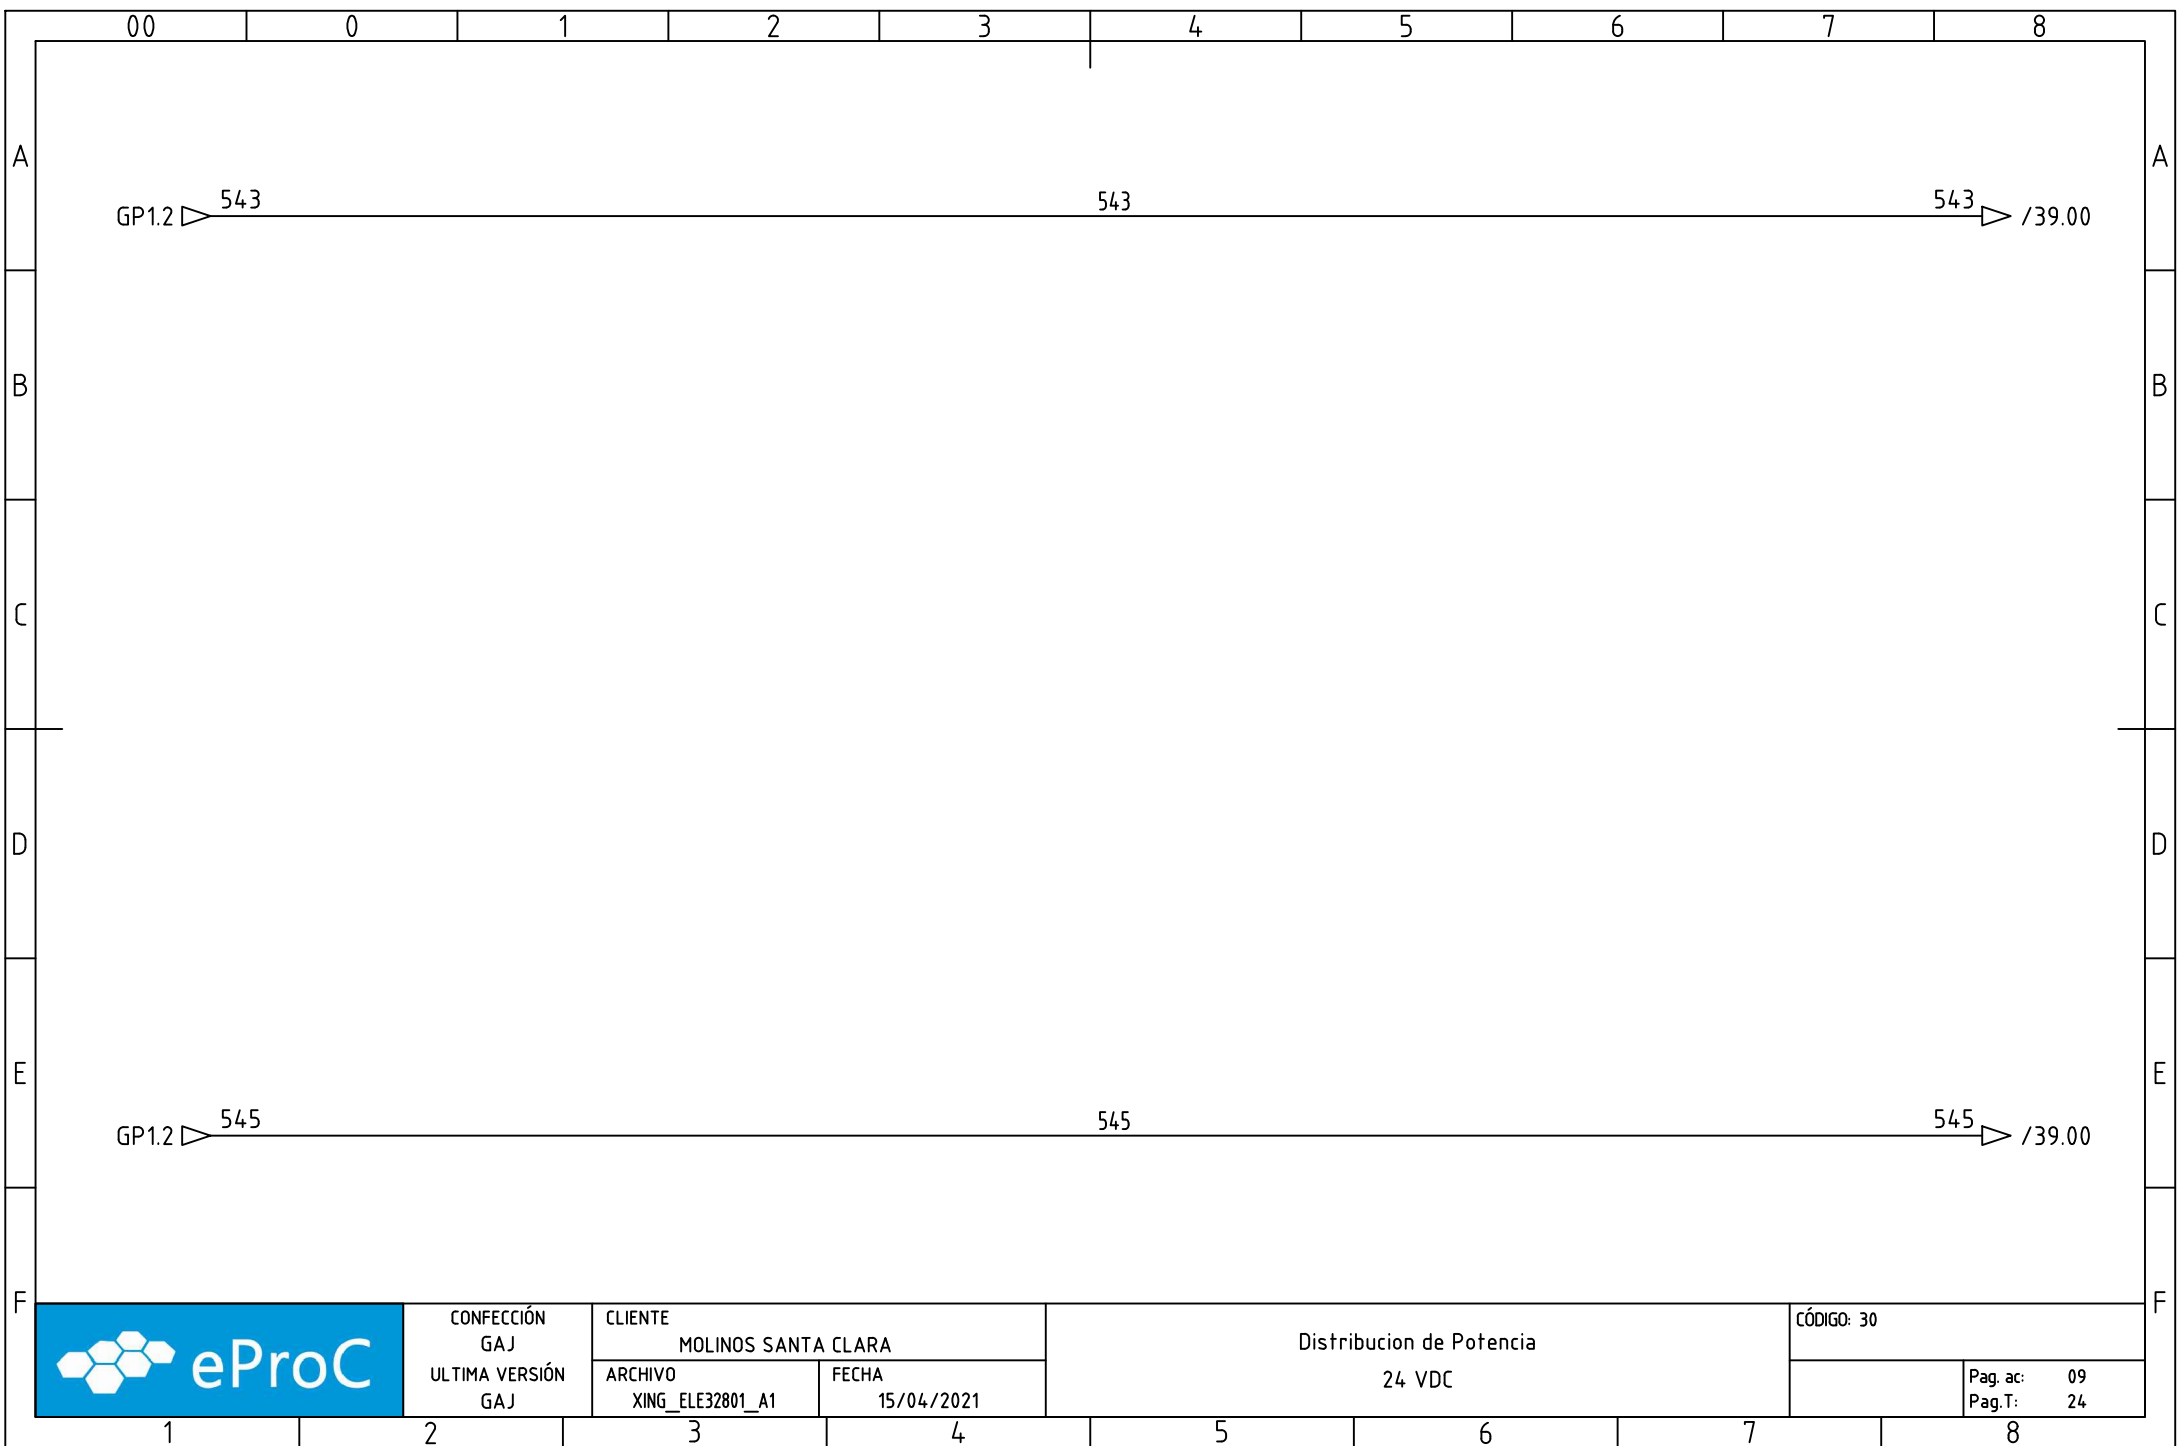 00 0 1 2 3 4 5 6 7 8
A A
543 543 543
GP1.2 /39.00
B B
C C
D D
E E
545 545 545
GP1.2 /39.00
F F
eProC
CONFECCIÓN
GAJ
ULTIMA VERSIÓN
GAJ
CLIENTE
MOLINOS SANTA CLARA
ARCHIVO
XING_ELE32801_A1
FECHA
15/04/2021
Distribucion de Potencia
24 VDC
CÓDIGO: 30
Pag. ac: 09
Pag.T: 24
1 2 3 4 5 6 7 8